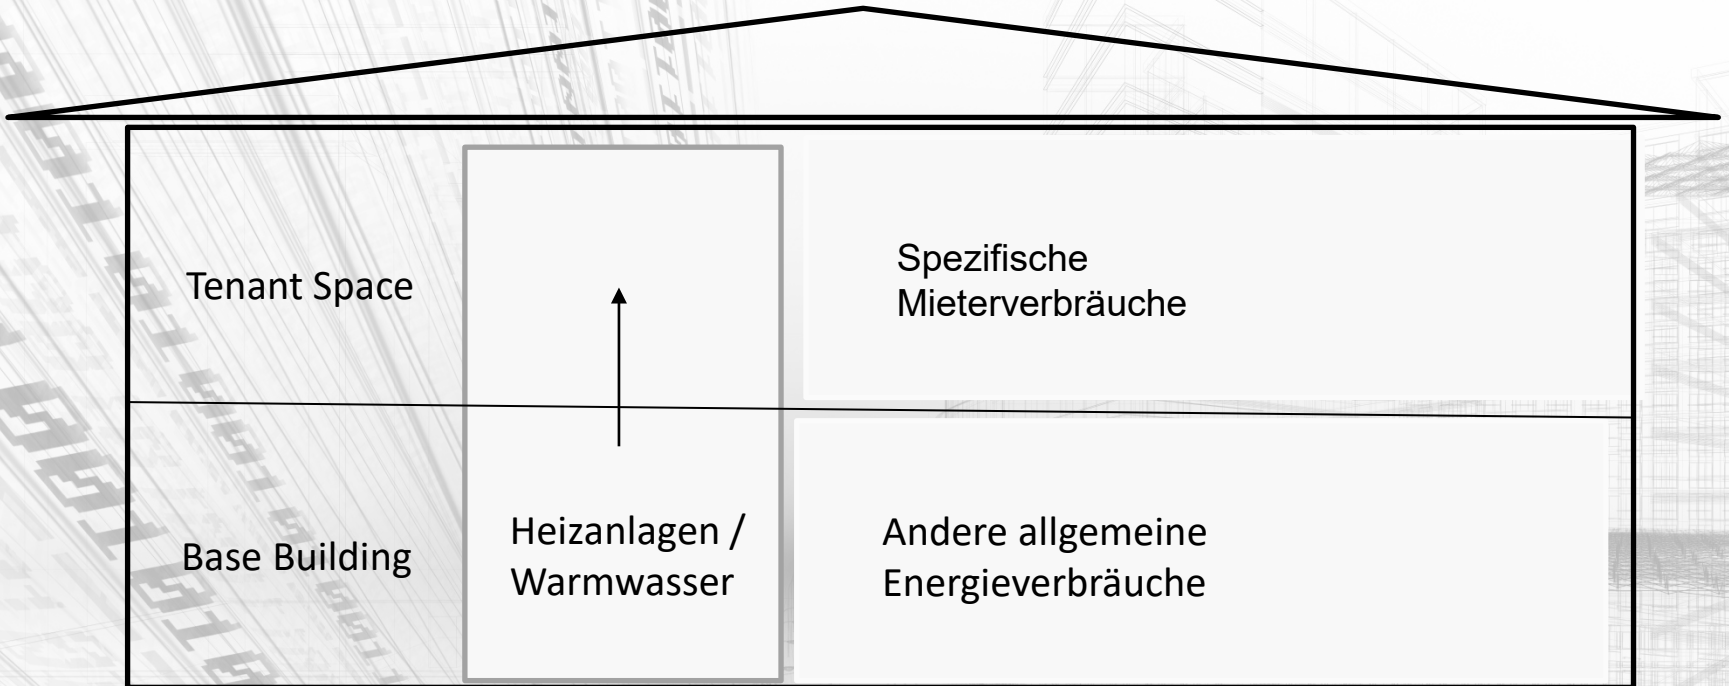 Tenant Space
Spezifische
Mieterverbräuche
Base Building
Heizanlagen /
Warmwasser
Andere allgemeine
Energieverbräuche